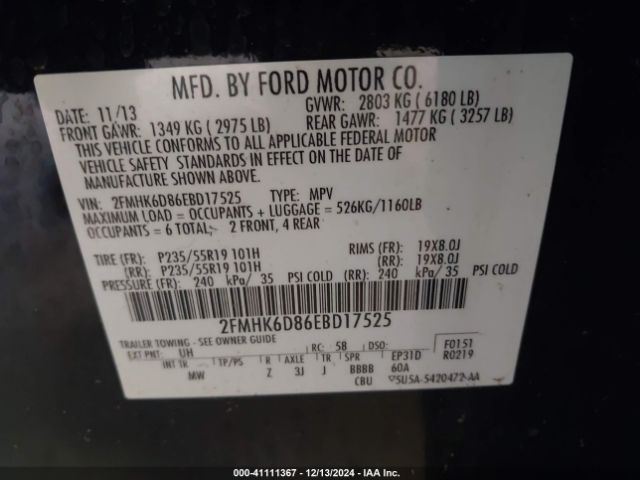 MFD. BY FORD MOTOR CO.
DATE: 11/13 GVWR: 2803 KG ( 6180 LB)
FRONT GAWR: 1349 KG ( 2975 LB) REAR GAWR: 1477 KG ( 3257 LB)
THIS VEHICLE CONFORMS TO ALL APPLICABLE FEDERAL MOTOR
VEHICLE SAFETY STANDARDS IN EFFECT ON THE DATE OF
MANUFACTURE SHOWN ABOVE.
VIN: 2FMHK6D86EBD17525 TYPE: MPV
MAXIMUM LOAD = OCCUPANTS + LUGGAGE = 526KG/1160LB
OCCUPANTS = 6 TOTAL; 2 FRONT, 4 REAR
TIRE (FR): P235/55R19 101H RIMS (FR): 19X8.0J
(RR): P235/55R19 101H (RR): 19X8.0J
PRESSURE (FR): 240 kPa/ 35 PSI COLD (RR): 240 kPa/ 35 PSI COLD
2FMHK6D86EBD17525
TRAILER TOWING - SEE OWNER GUIDE
EXT PNT: UH RC: 58 DSO: F0151
INT TR TP/PS R AXLE TR SPR EP31D R0219
MW Z 3J J BBBB 60A
CBU 5U5A-5420472-AA
000-41111367 - 12/13/2024 - IAA Inc.